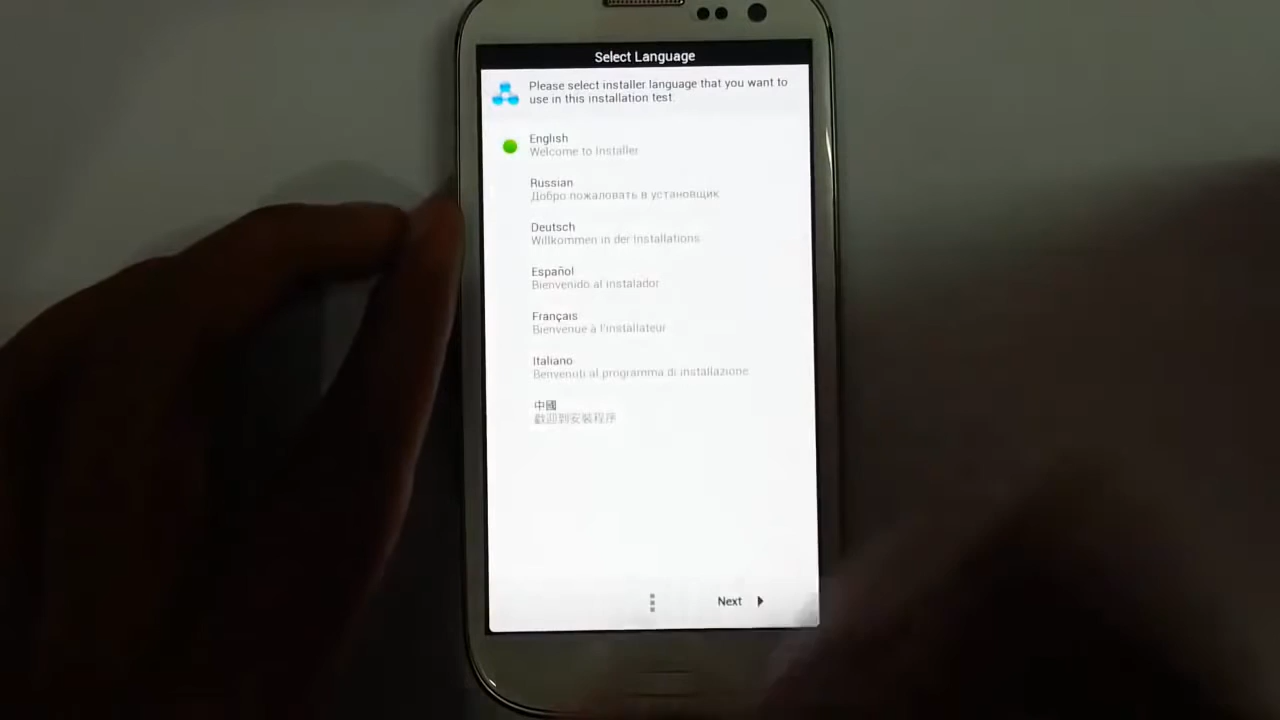 Select Language
Please select installer language that you want to
use in this installation test.
English
Welcome to Installer
Russian
Добро пожаловать в установщик
Deutsch
Willkommen in der Installations
Español
Bienvenido al instalador
Français
Bienvenue à l'installateur
Italiano
Benvenuti al programma di installazione
中國
歡迎到安裝程序
Next